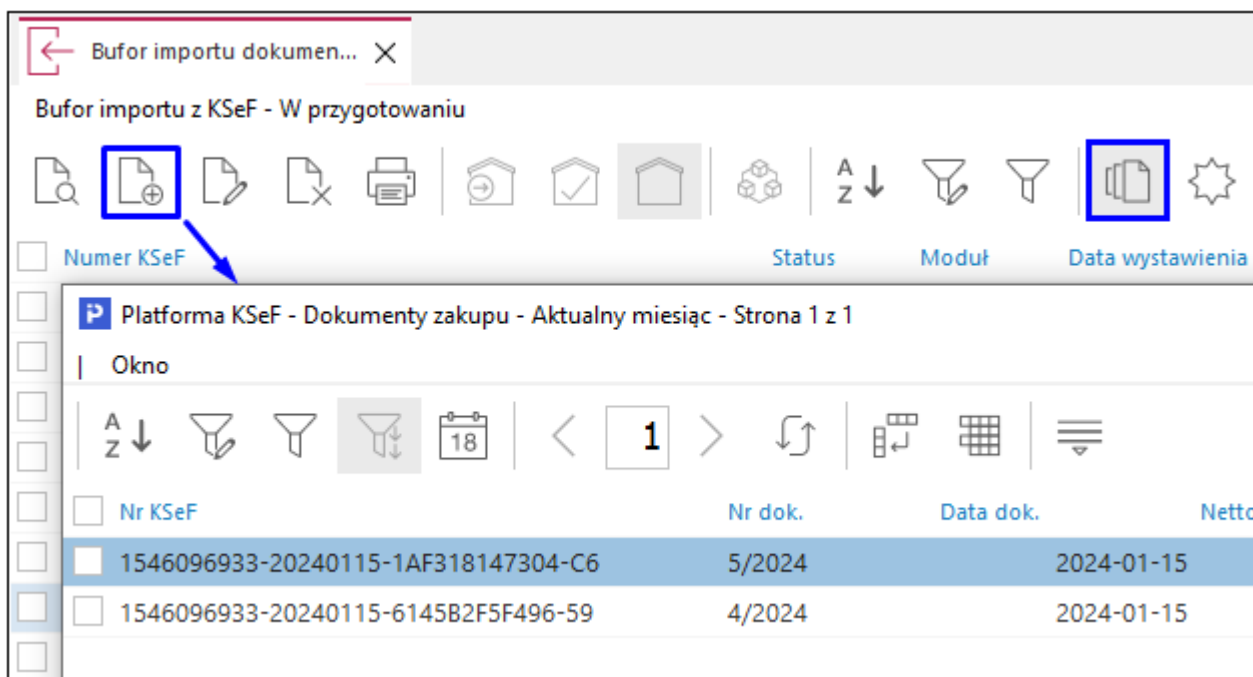 Bufor importu dokumen...
Bufor importu z KSeF - W przygotowaniu
A
Z
Numer KSeF Status Moduł Data wystawienia
Platforma KSeF - Dokumenty zakupu - Aktualny miesiąc - Strona 1 z 1
| Okno
A
Z 18 1
Nr KSeF Nr dok. Data dok. Netto
1546096933-20240115-1AF318147304-C6 5/2024 2024-01-15
1546096933-20240115-6145B2F5F496-59 4/2024 2024-01-15